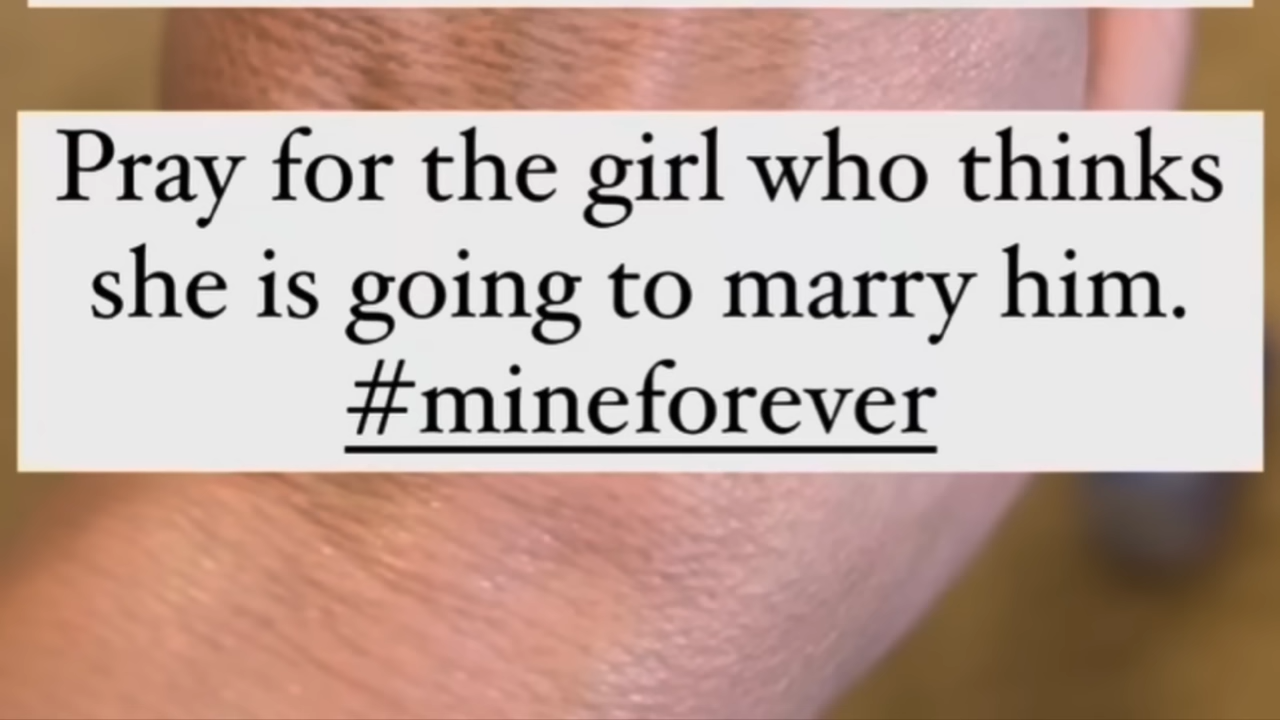 Pray for the girl who thinks
she is going to marry him.
#mineforever